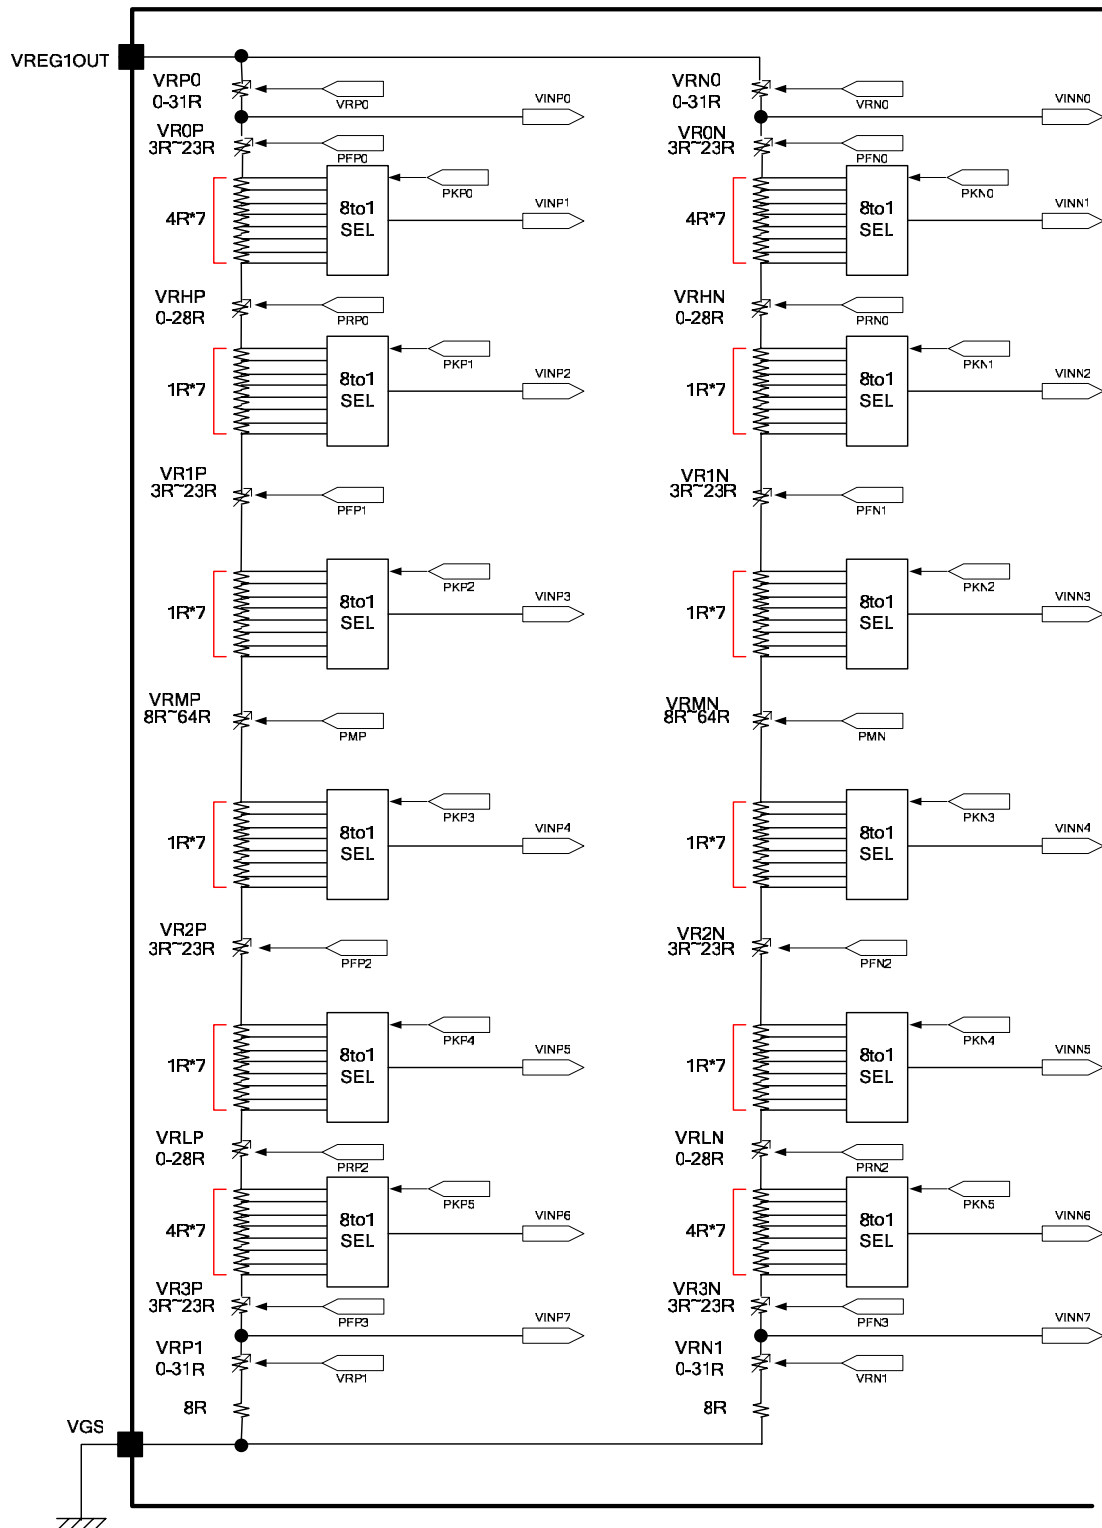 VREG1OUT
VRP0
0-31R
VRP0
VINP0
VR0P
3R~23R
PFP0
4R*7
8to1
SEL
PKP0
VINP1
VRHP
0-28R
PRP0
1R*7
8to1
SEL
PKP1
VINP2
VR1P
3R~23R
PFP1
1R*7
8to1
SEL
PKP2
VINP3
VRMP
8R~64R
PMP
1R*7
8to1
SEL
PKP3
VINP4
VR2P
3R~23R
PFP2
1R*7
8to1
SEL
PKP4
VINP5
VRLP
0-28R
PRP2
4R*7
8to1
SEL
PKP5
VINP6
VR3P
3R~23R
PFP3
VINP7
VRP1
0-31R
VRP1
8R
VGS
VRN0
0-31R
VRN0
VINN0
VR0N
3R~23R
PFN0
4R*7
8to1
SEL
PKN0
VINN1
VRHN
0-28R
PRN0
1R*7
8to1
SEL
PKN1
VINN2
VR1N
3R~23R
PFN1
1R*7
8to1
SEL
PKN2
VINN3
VRMN
8R~64R
PMN
1R*7
8to1
SEL
PKN3
VINN4
VR2N
3R~23R
PFN2
1R*7
8to1
SEL
PKN4
VINN5
VRLN
0-28R
PRN2
4R*7
8to1
SEL
PKN5
VINN6
VR3N
3R~23R
PFN3
VINN7
VRN1
0-31R
VRN1
8R